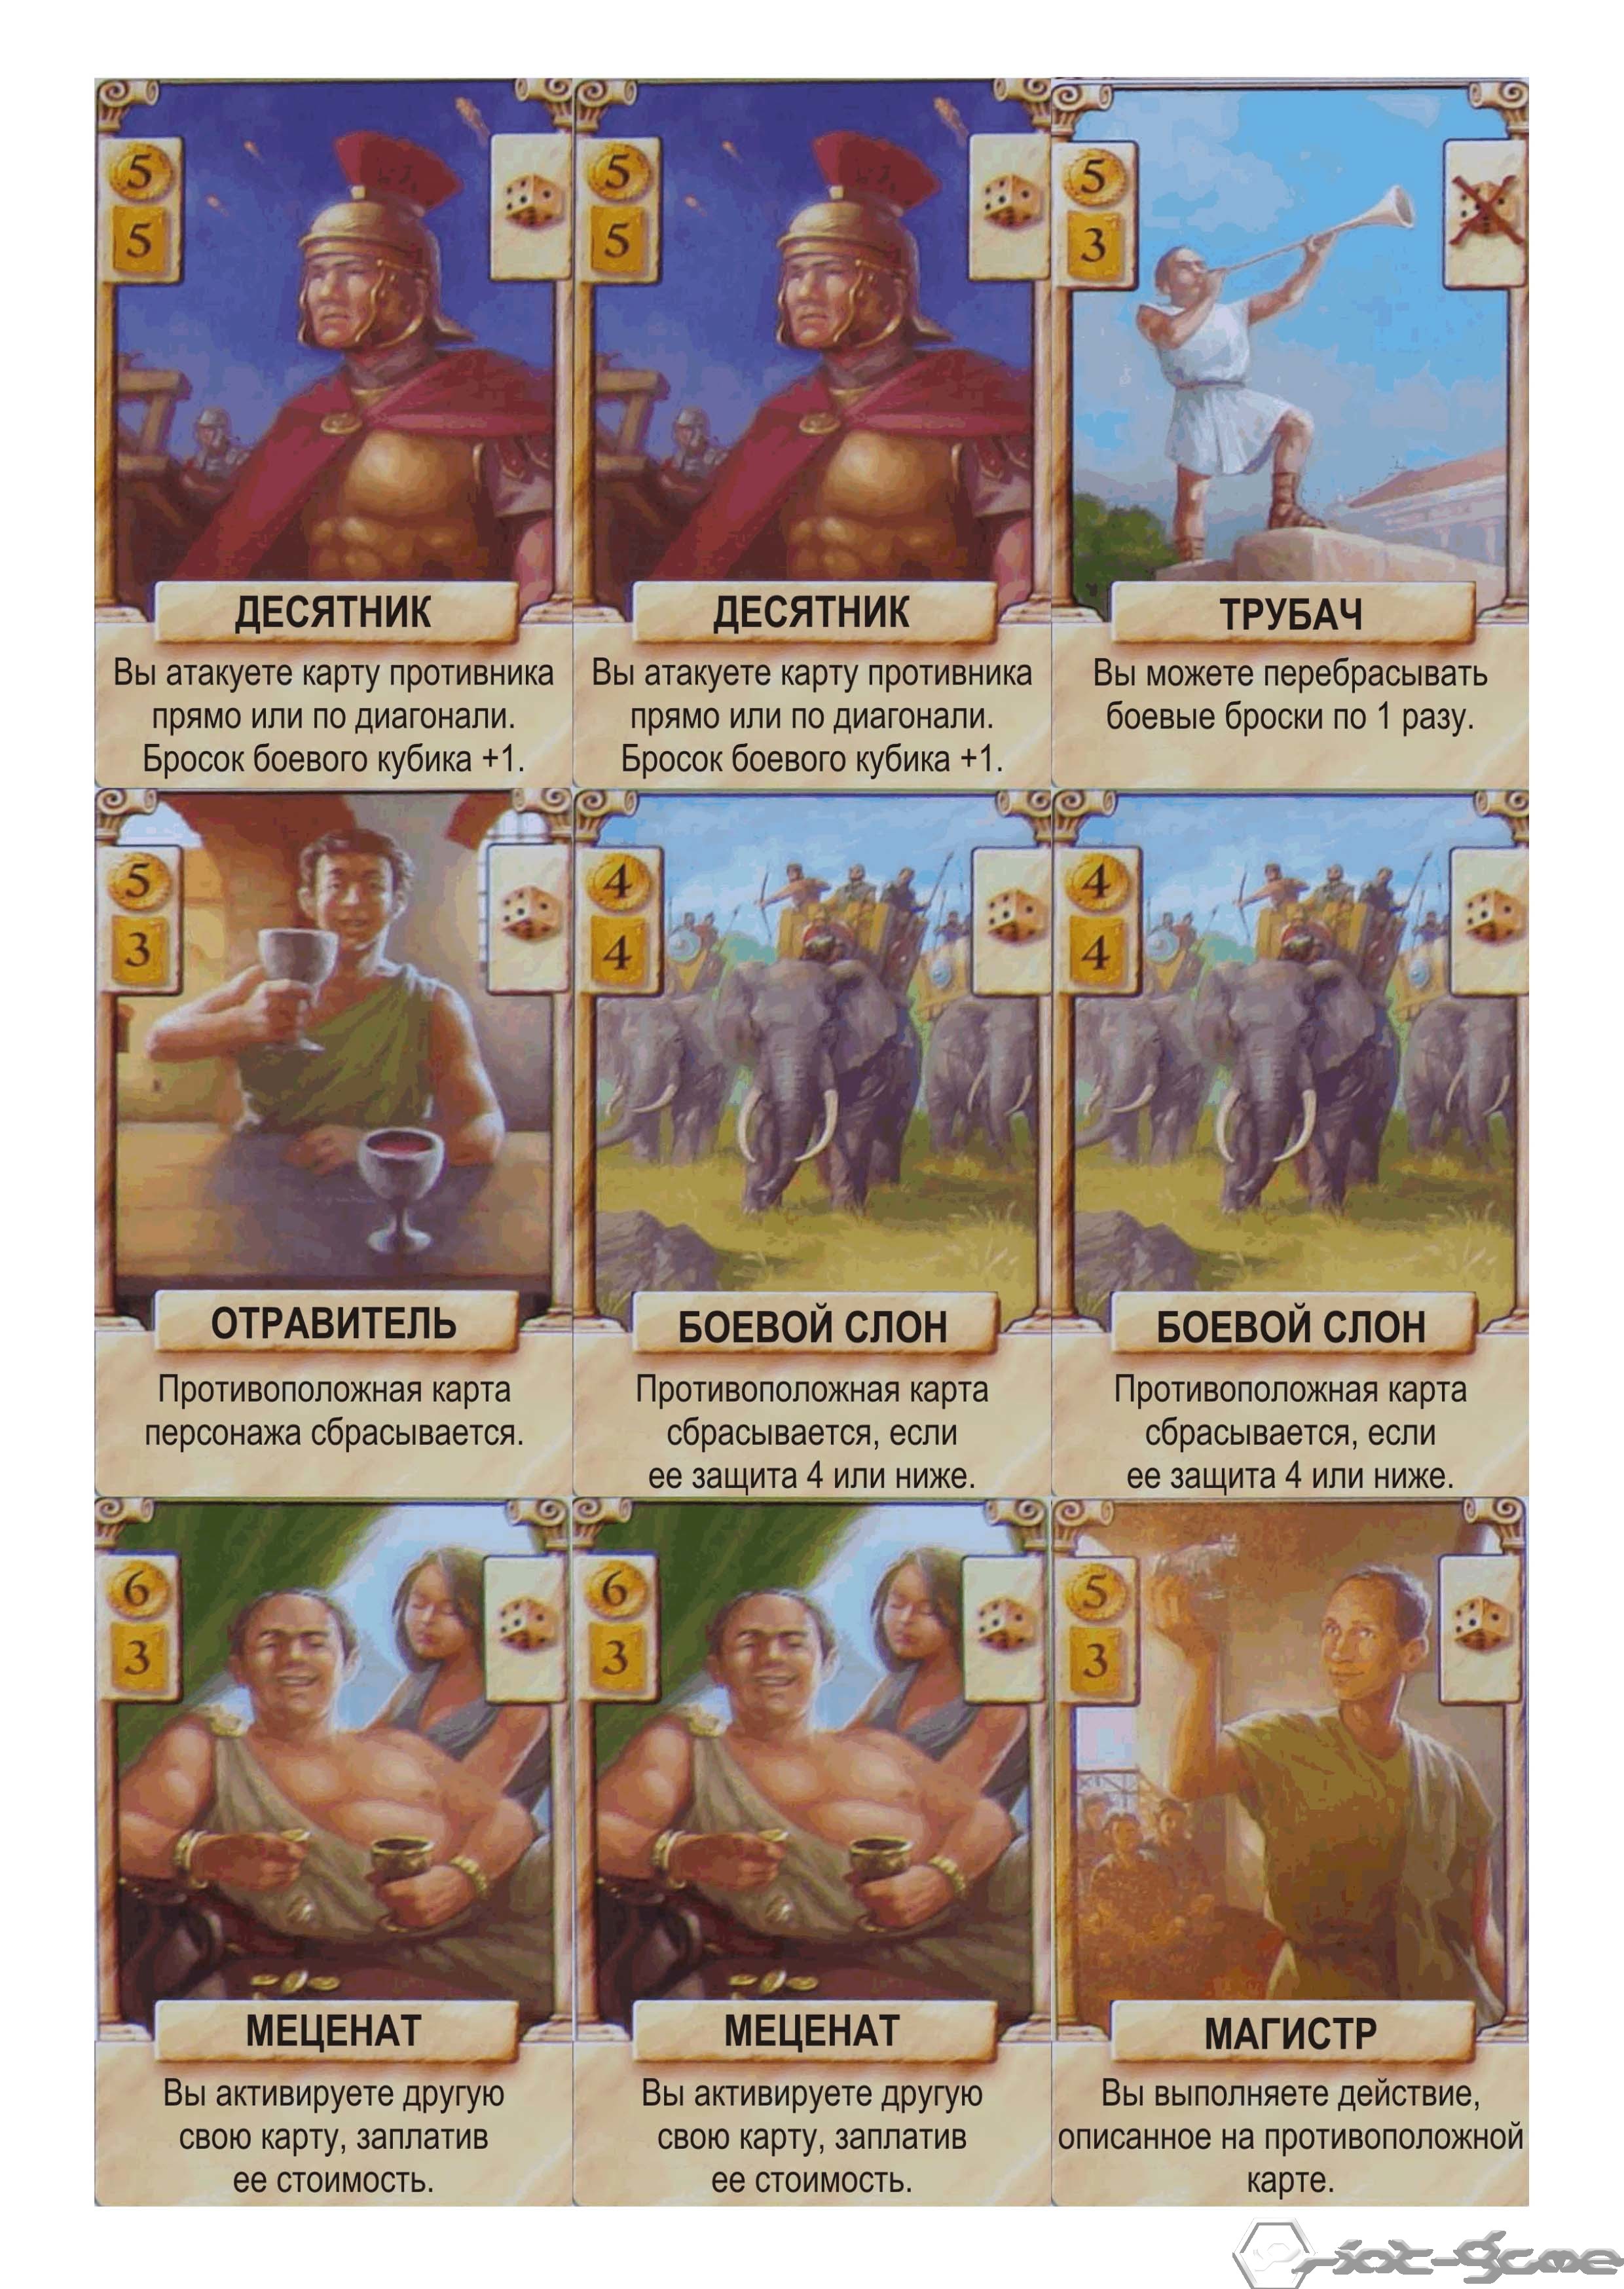 5
5
ДЕСЯТНИК
Вы атакуете карту противника
прямо или по диагонали.
Бросок боевого кубика +1.
5
5
ДЕСЯТНИК
Вы атакуете карту противника
прямо или по диагонали.
Бросок боевого кубика +1.
5
3
ТРУБАЧ
Вы можете перебрасывать
боевые броски по 1 разу.
5
3
ОТРАВИТЕЛЬ
Противоположная карта
персонажа сбрасывается.
4
4
БОЕВОЙ СЛОН
Противоположная карта
сбрасывается, если
ее защита 4 или ниже.
4
4
БОЕВОЙ СЛОН
Противоположная карта
сбрасывается, если
ее защита 4 или ниже.
6
3
МЕЦЕНАТ
Вы активируете другую
свою карту, заплатив
ее стоимость.
6
3
МЕЦЕНАТ
Вы активируете другую
свою карту, заплатив
ее стоимость.
5
3
МАГИСТР
Вы выполняете действие,
описанное на противоположной
карте.